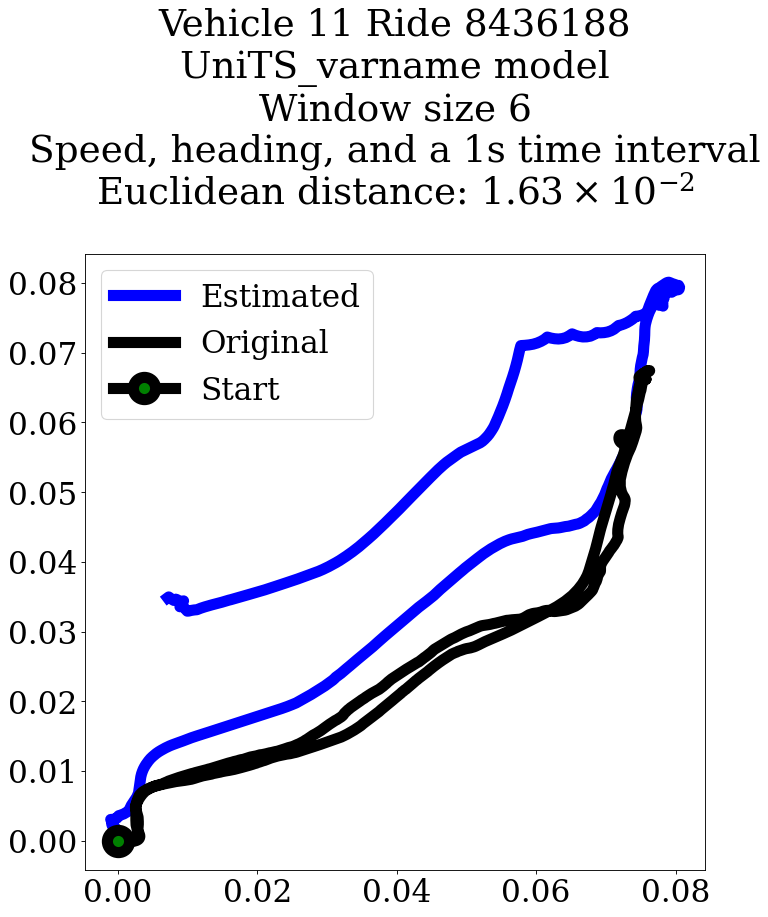 Vehicle 11 Ride 8436188
UniTS_varname model
Window size 6
Speed, heading, and a 1s time interval
Euclidean distance: 1.63 × 10⁻²
Estimated
Original
Start
0.08
0.07
0.06
0.05
0.04
0.03
0.02
0.01
0.00
0.00 0.02 0.04 0.06 0.08